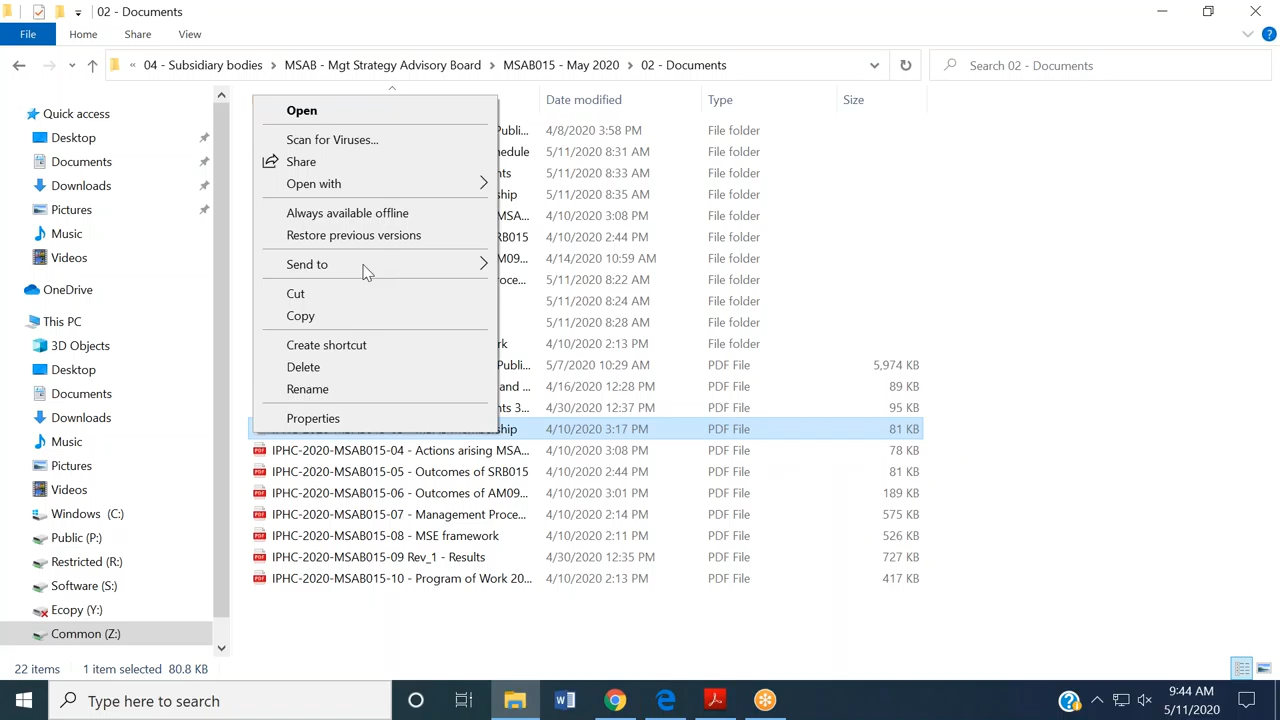 02 - Documents
File Home Share View
« 04 - Subsidiary bodies MSAB - Mgt Strategy Advisory Board MSAB015 - May 2020 02 - Documents Search 02 - Documents
Quick access
Desktop
Documents
Downloads
Pictures
Music
Videos
OneDrive
This PC
3D Objects
Desktop
Documents
Downloads
Music
Pictures
Videos
Windows (C:)
Public (P:)
Restricted (R:)
Software (S:)
Ecopy (Y:)
Common (Z:)
Open
Scan for Viruses...
Share
Open with
Always available offline
Restore previous versions
Send to
Cut
Copy
Create shortcut
Delete
Rename
Properties
Date modified Type Size
Publi... 4/8/2020 3:58 PM File folder
5/11/2020 8:31 AM File folder
5/11/2020 8:33 AM File folder
5/11/2020 8:35 AM File folder
MSA... 4/10/2020 3:08 PM File folder
4/10/2020 2:44 PM File folder
4/14/2020 10:59 AM File folder
5/11/2020 8:22 AM File folder
5/11/2020 8:24 AM File folder
5/11/2020 8:28 AM File folder
4/10/2020 2:13 PM File folder
Publi... 5/7/2020 10:29 AM PDF File 5,974 KB
and ... 4/16/2020 12:28 PM PDF File 89 KB
4/30/2020 12:37 PM PDF File 95 KB
4/10/2020 3:17 PM PDF File 81 KB
IPHC-2020-MSAB015-04 - Actions arising MSA... 4/10/2020 3:08 PM PDF File 78 KB
IPHC-2020-MSAB015-05 - Outcomes of SRB015 4/10/2020 2:44 PM PDF File 81 KB
IPHC-2020-MSAB015-06 - Outcomes of AM09... 4/10/2020 3:01 PM PDF File 189 KB
IPHC-2020-MSAB015-07 - Management Proce... 4/10/2020 2:14 PM PDF File 575 KB
IPHC-2020-MSAB015-08 - MSE framework 4/10/2020 2:11 PM PDF File 526 KB
IPHC-2020-MSAB015-09 Rev_1 - Results 4/30/2020 12:35 PM PDF File 727 KB
IPHC-2020-MSAB015-10 - Program of Work 20... 4/10/2020 2:13 PM PDF File 417 KB
22 items 1 item selected 80.8 KB
Type here to search
9:44 AM
5/11/2020